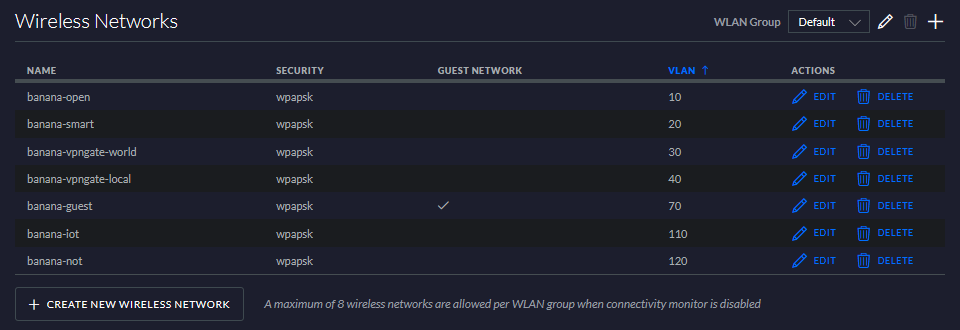 Wireless Networks WLAN Group Default
NAME SECURITY GUEST NETWORK VLAN ↑ ACTIONS
banana-open wpapsk 10 EDIT DELETE
banana-smart wpapsk 20 EDIT DELETE
banana-vpngate-world wpapsk 30 EDIT DELETE
banana-vpngate-local wpapsk 40 EDIT DELETE
banana-guest wpapsk ✓ 70 EDIT DELETE
banana-iot wpapsk 110 EDIT DELETE
banana-not wpapsk 120 EDIT DELETE
+ CREATE NEW WIRELESS NETWORK A maximum of 8 wireless networks are allowed per WLAN group when connectivity monitor is disabled